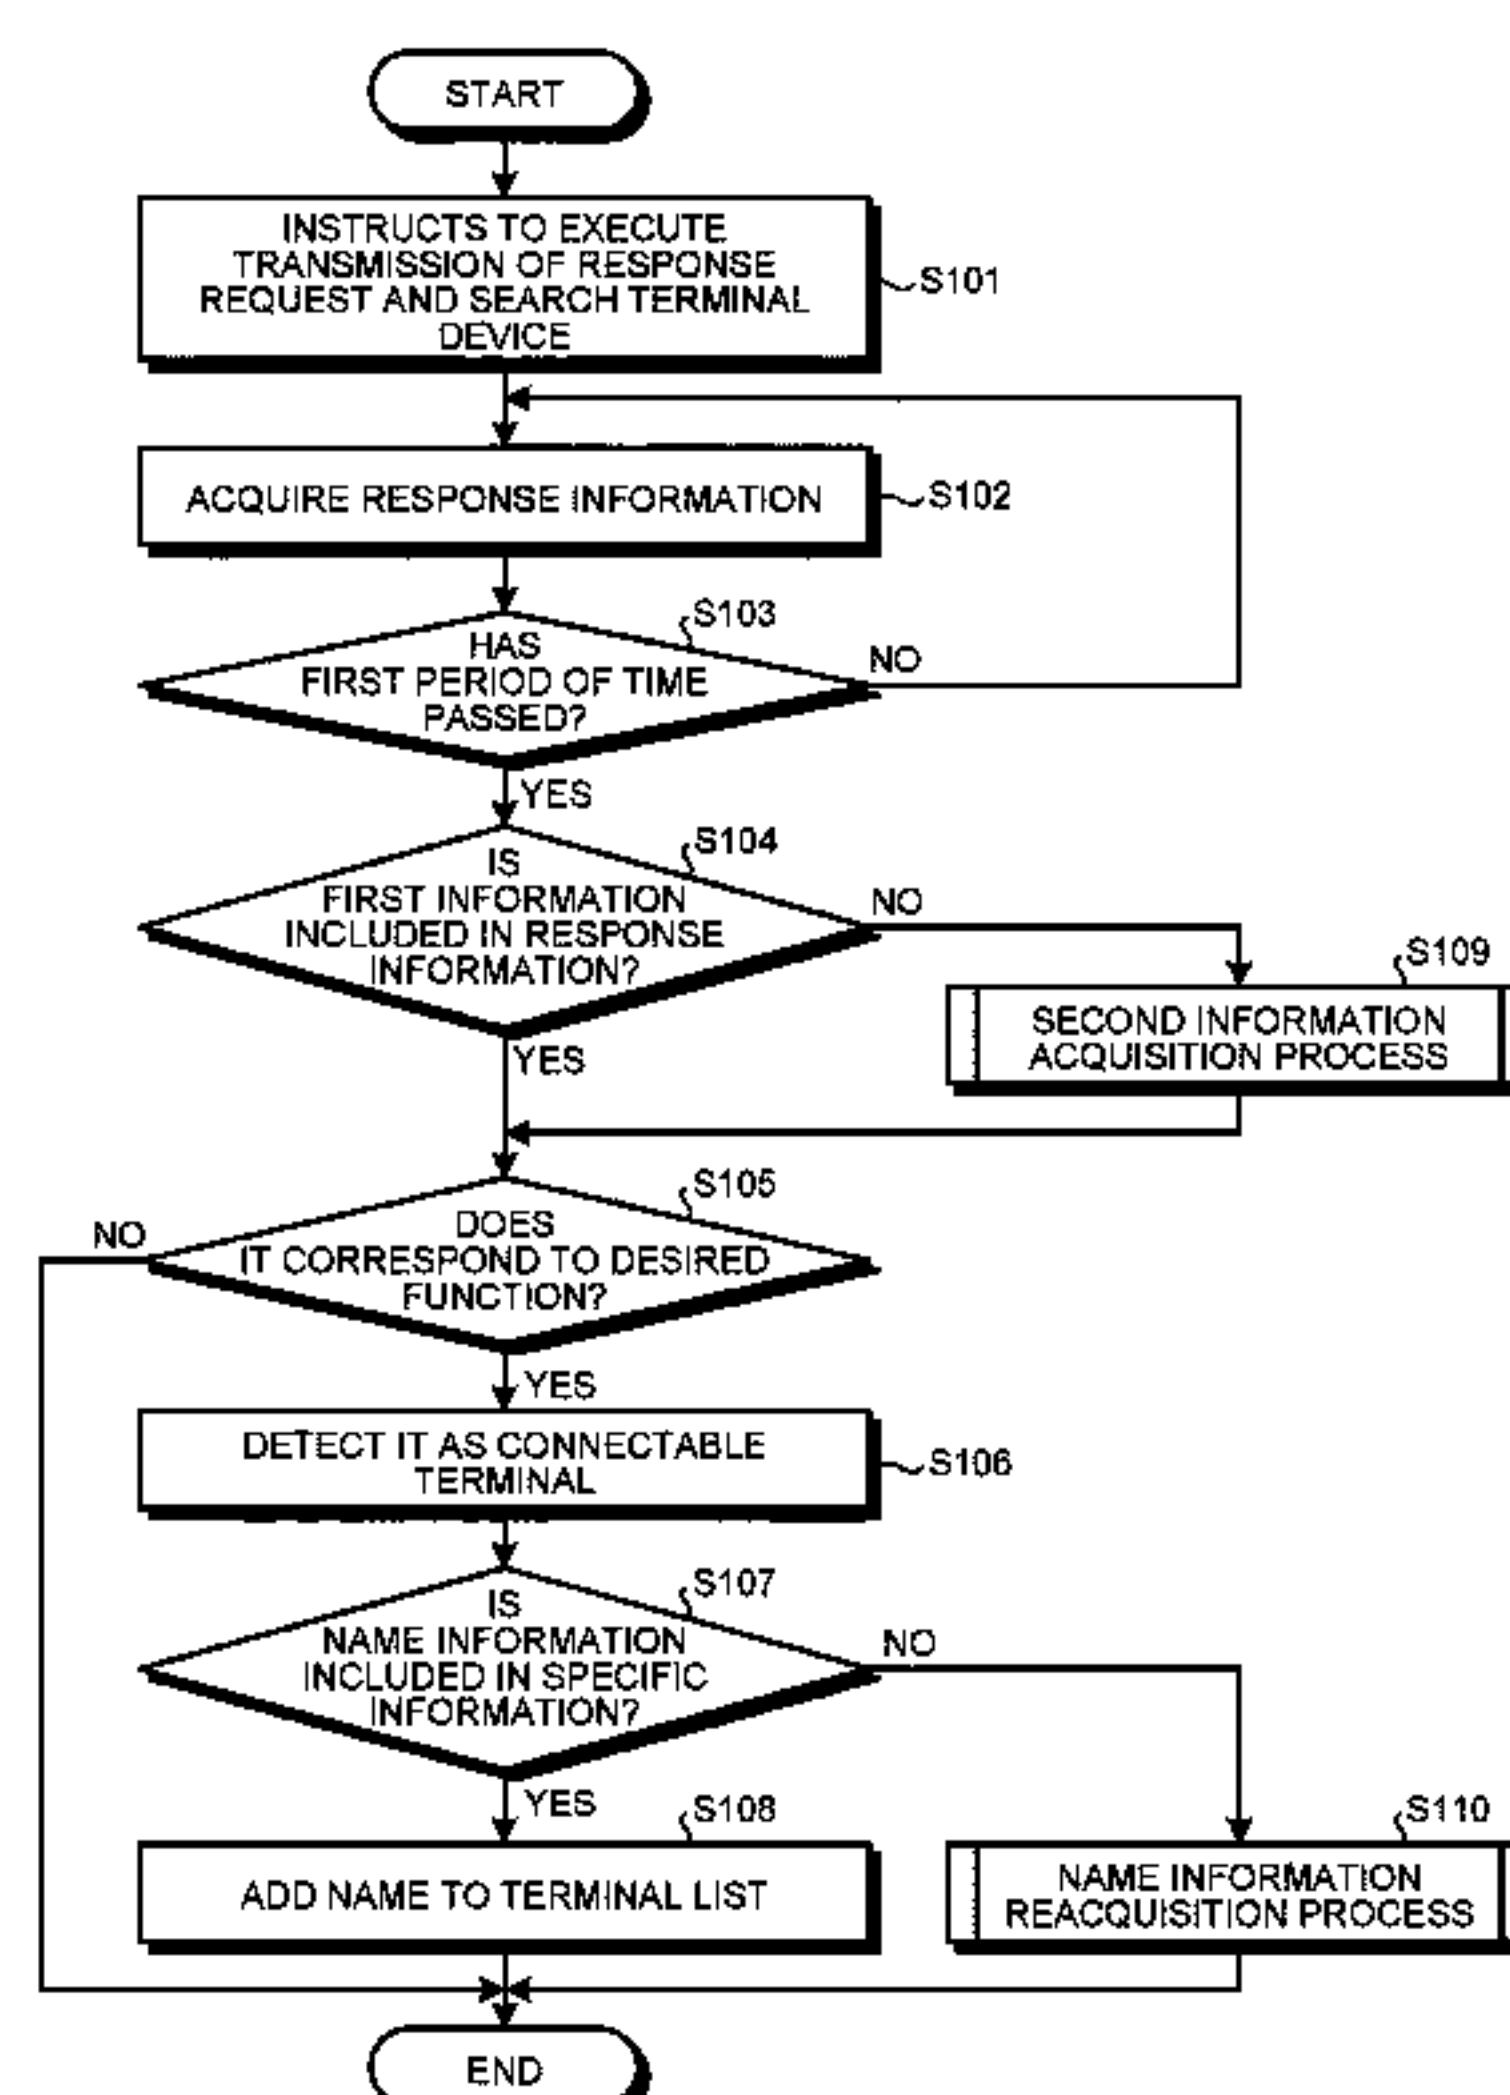 START
INSTRUCTS TO EXECUTE
TRANSMISSION OF RESPONSE
REQUEST AND SEARCH TERMINAL
DEVICE
S101
ACQUIRE RESPONSE INFORMATION
S102
S103
HAS
FIRST PERIOD OF TIME
PASSED?
NO
YES
S104
IS
FIRST INFORMATION
INCLUDED IN RESPONSE
INFORMATION?
NO
YES
S109
SECOND INFORMATION
ACQUISITION PROCESS
S105
DOES
IT CORRESPOND TO DESIRED
FUNCTION?
NO
YES
DETECT IT AS CONNECTABLE
TERMINAL
S106
S107
IS
NAME INFORMATION
INCLUDED IN SPECIFIC
INFORMATION?
NO
YES
S108
ADD NAME TO TERMINAL LIST
S110
NAME INFORMATION
REACQUISITION PROCESS
END